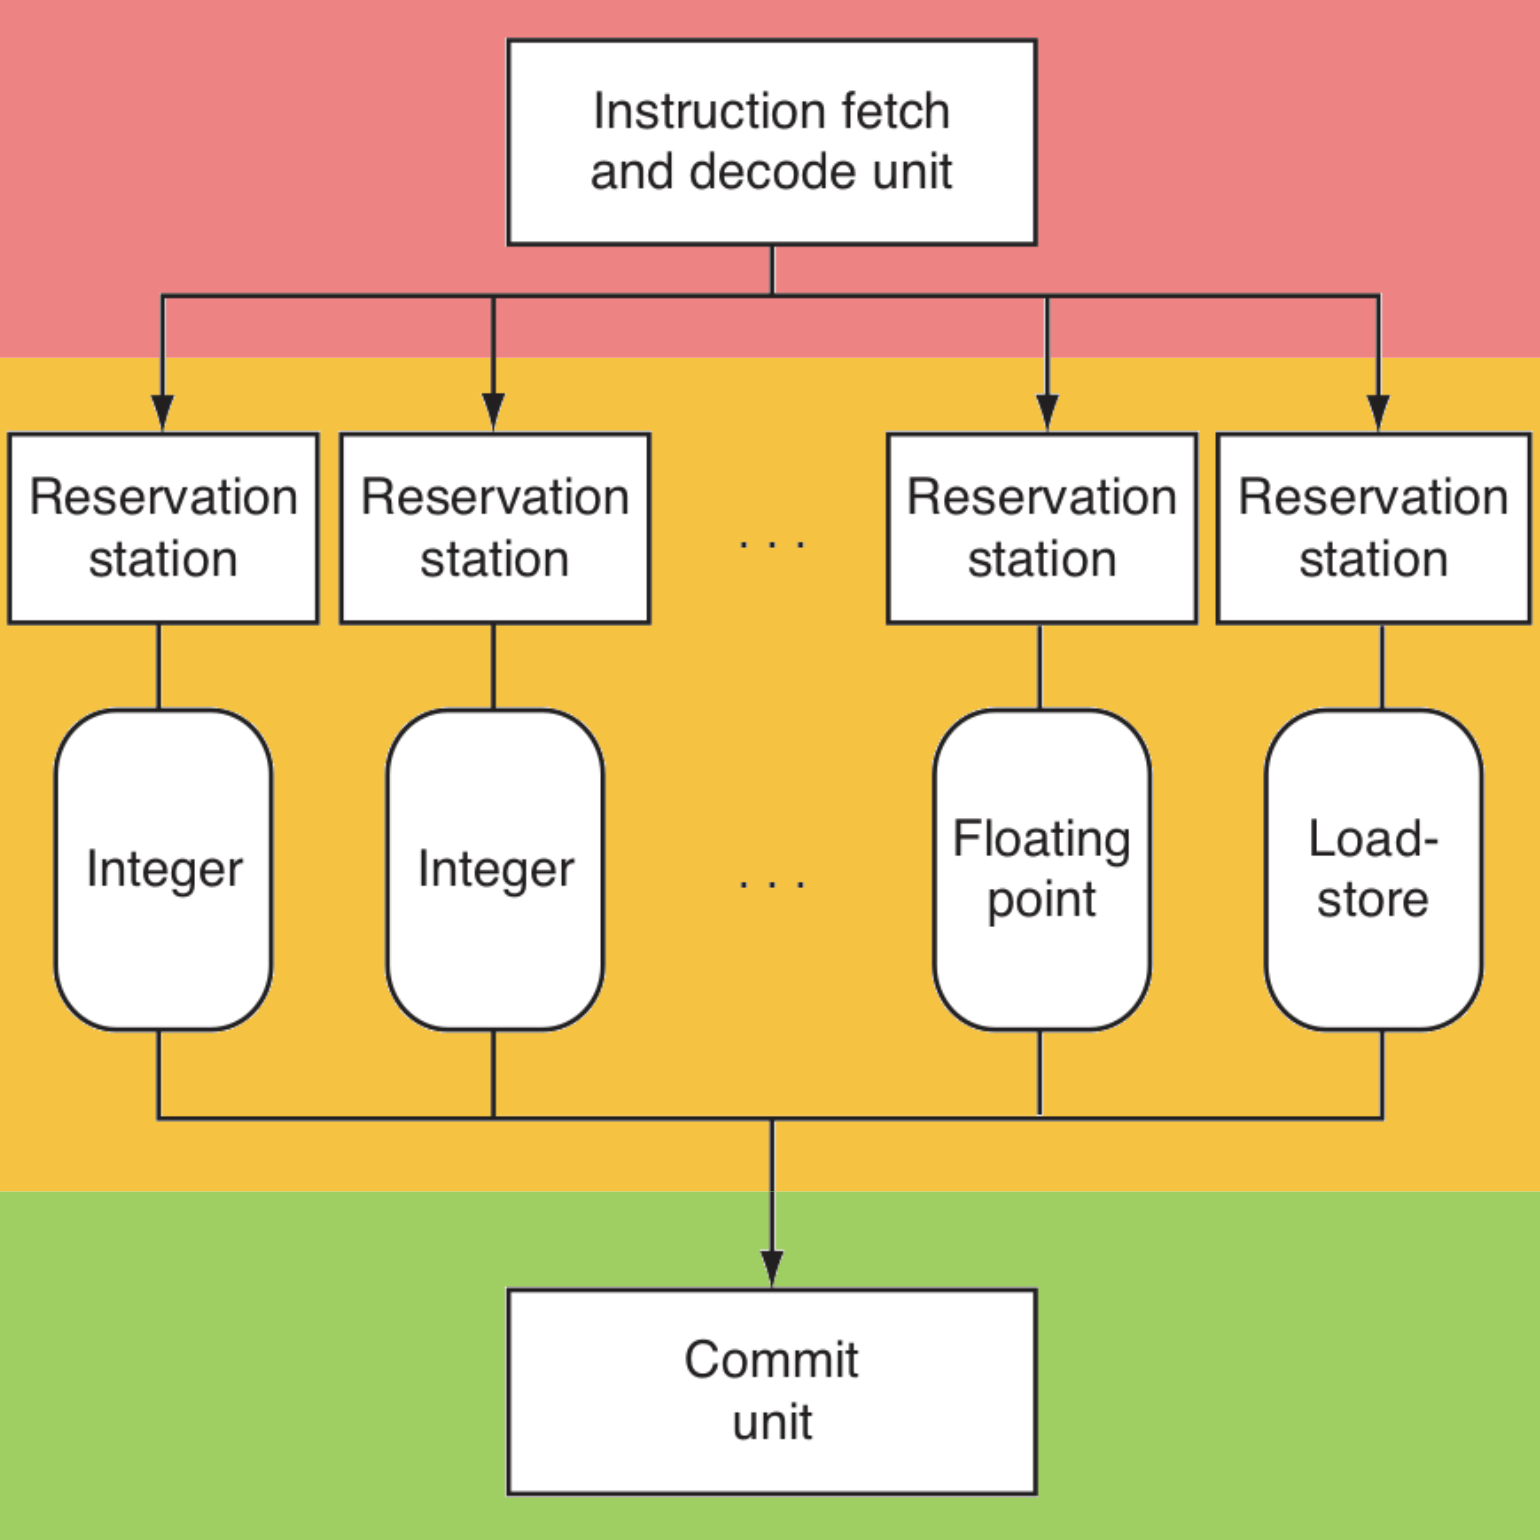 Instruction fetch
and decode unit
Reservation
station
Reservation
station
. . .
Reservation
station
Reservation
station
Integer
Integer
. . .
Floating
point
Load-
store
Commit
unit